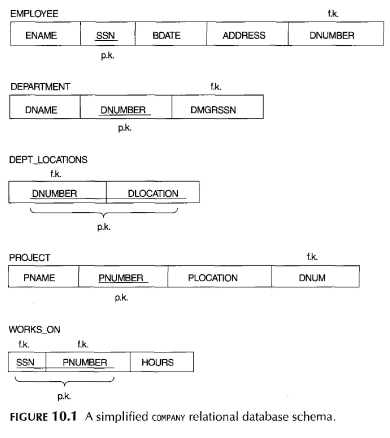 EMPLOYEE
f.k.
ENAME SSN BDATE ADDRESS DNUMBER
p.k.
DEPARTMENT f.k.
DNAME DNUMBER DMGRSSN
p.k.
DEPT_LOCATIONS
f.k.
DNUMBER DLOCATION
p.k.
PROJECT f.k.
PNAME PNUMBER PLOCATION DNUM
p.k.
WORKS_ON
f.k. f.k.
SSN PNUMBER HOURS
p.k.
FIGURE 10.1 A simplified COMPANY relational database schema.